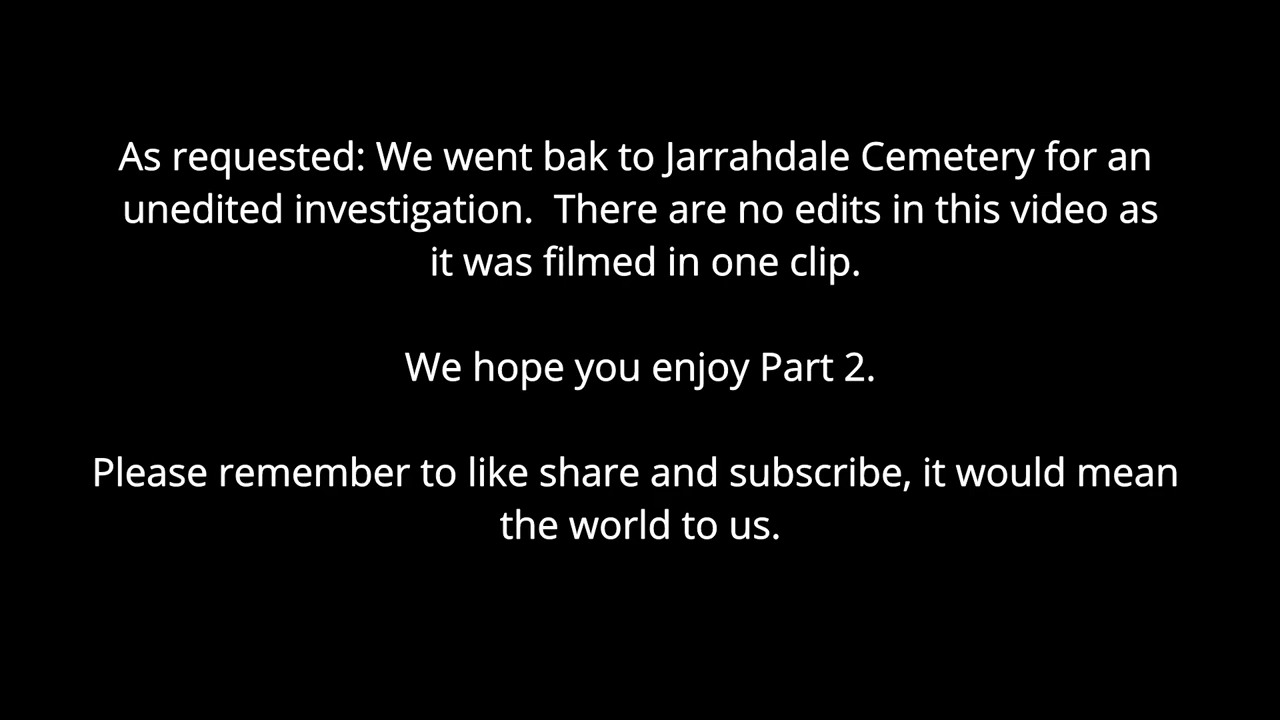 As requested: We went bak to Jarrahdale Cemetery for an
unedited investigation.  There are no edits in this video as
it was filmed in one clip.
We hope you enjoy Part 2.
Please remember to like share and subscribe, it would mean
the world to us.